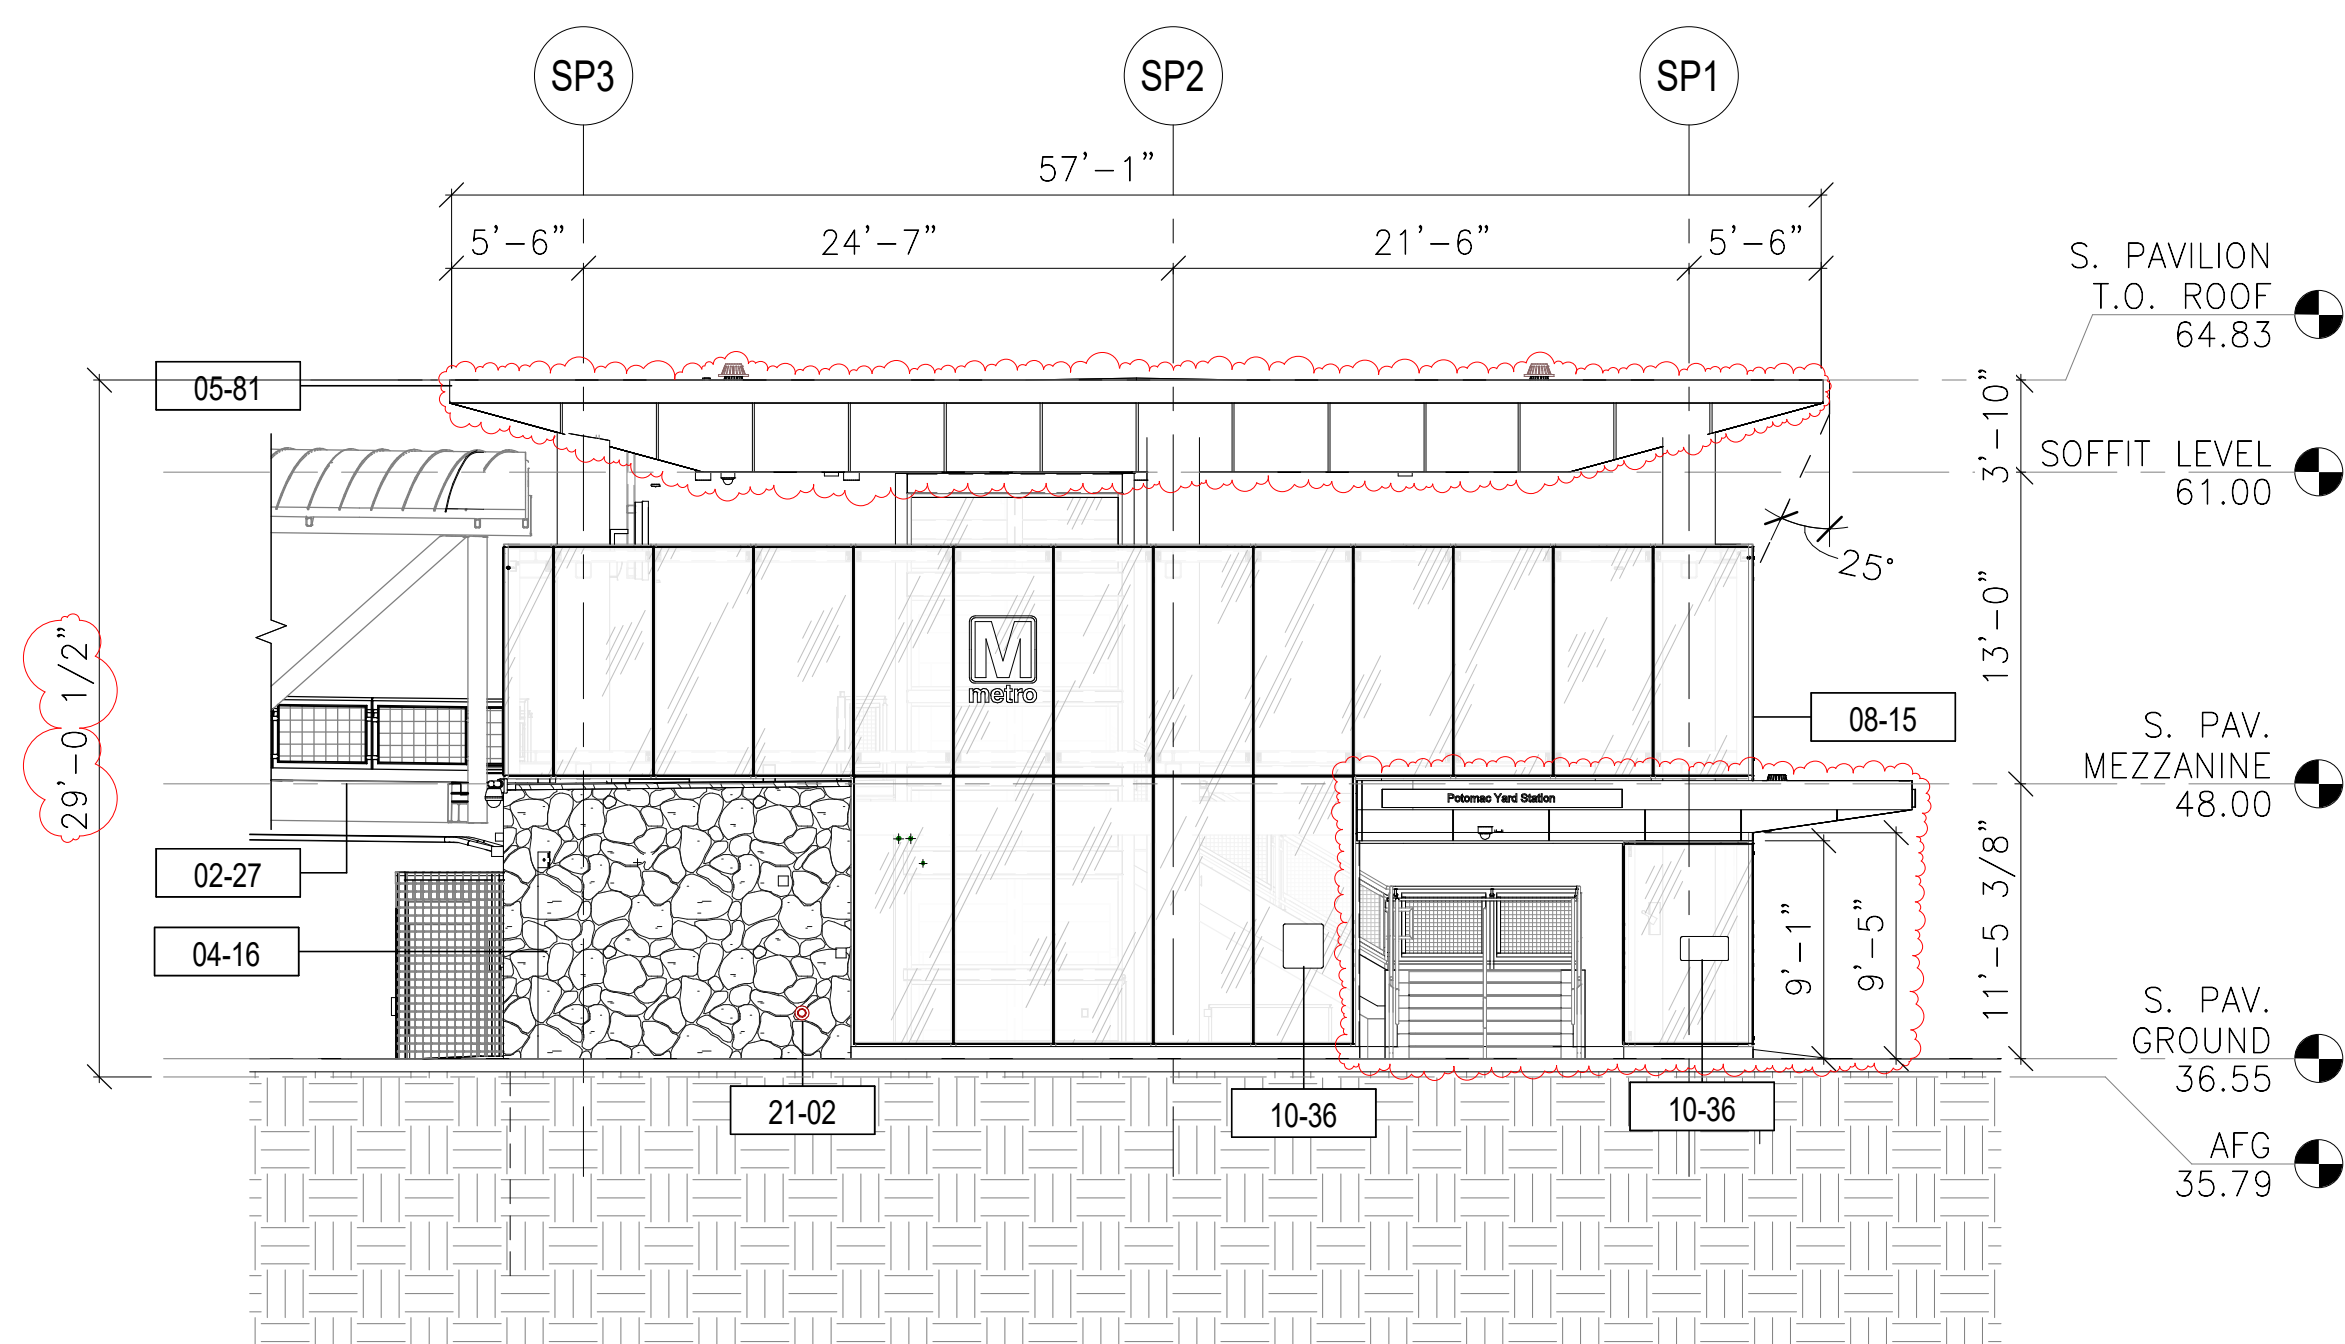 SP3
SP2
SP1
57'-1"
5'-6"
24'-7"
21'-6"
5'-6"
S. PAVILION
T.O. ROOF
64.83
05-81
3'-10"
SOFFIT LEVEL
61.00
25°
13'-0"
29'-0 1/2"
M
metro
08-15
S. PAV.
MEZZANINE
48.00
Potomac Yard Station
02-27
04-16
9'-1"
9'-5"
11'-5 3/8"
S. PAV.
GROUND
36.55
21-02
10-36
10-36
AFG
35.79